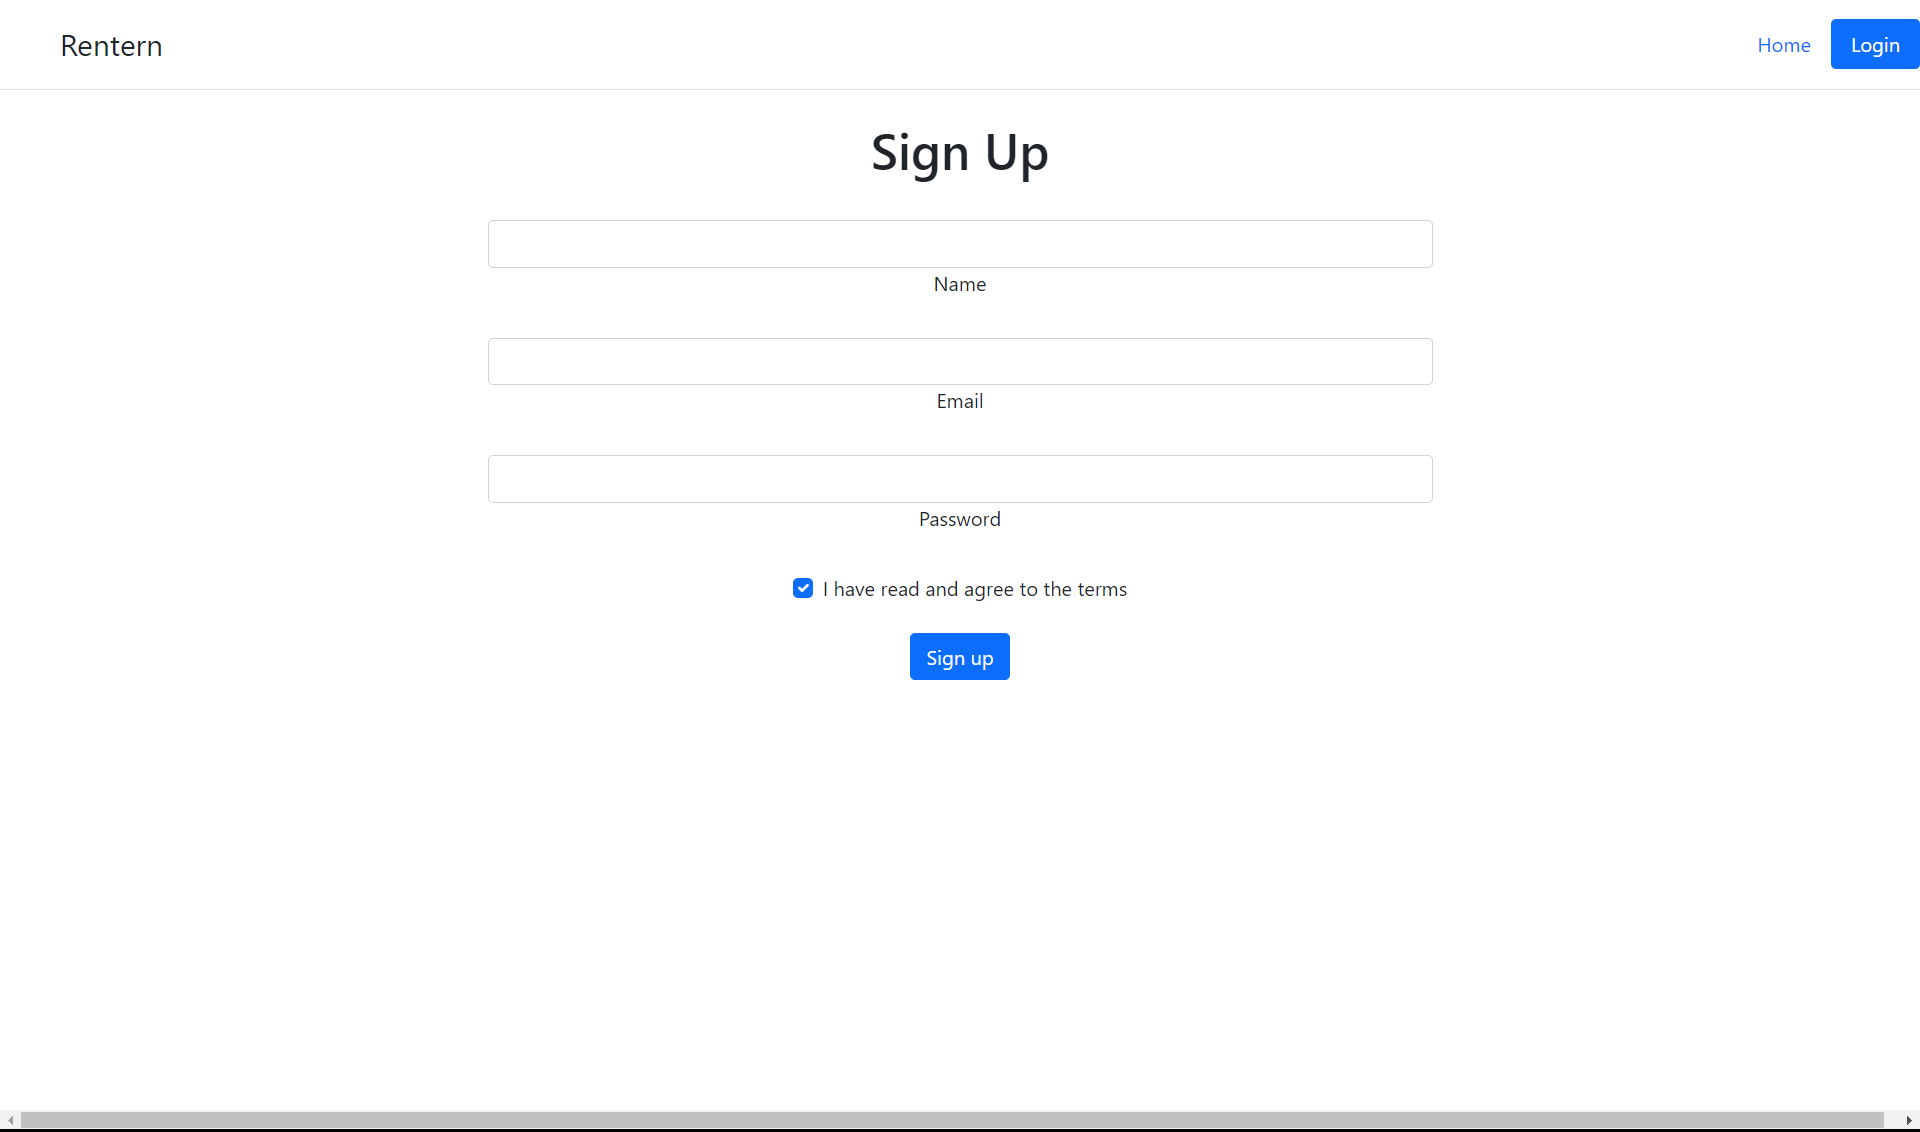 Rentern
Home
Login
Sign Up
Name
Email
Password
I have read and agree to the terms
Sign up